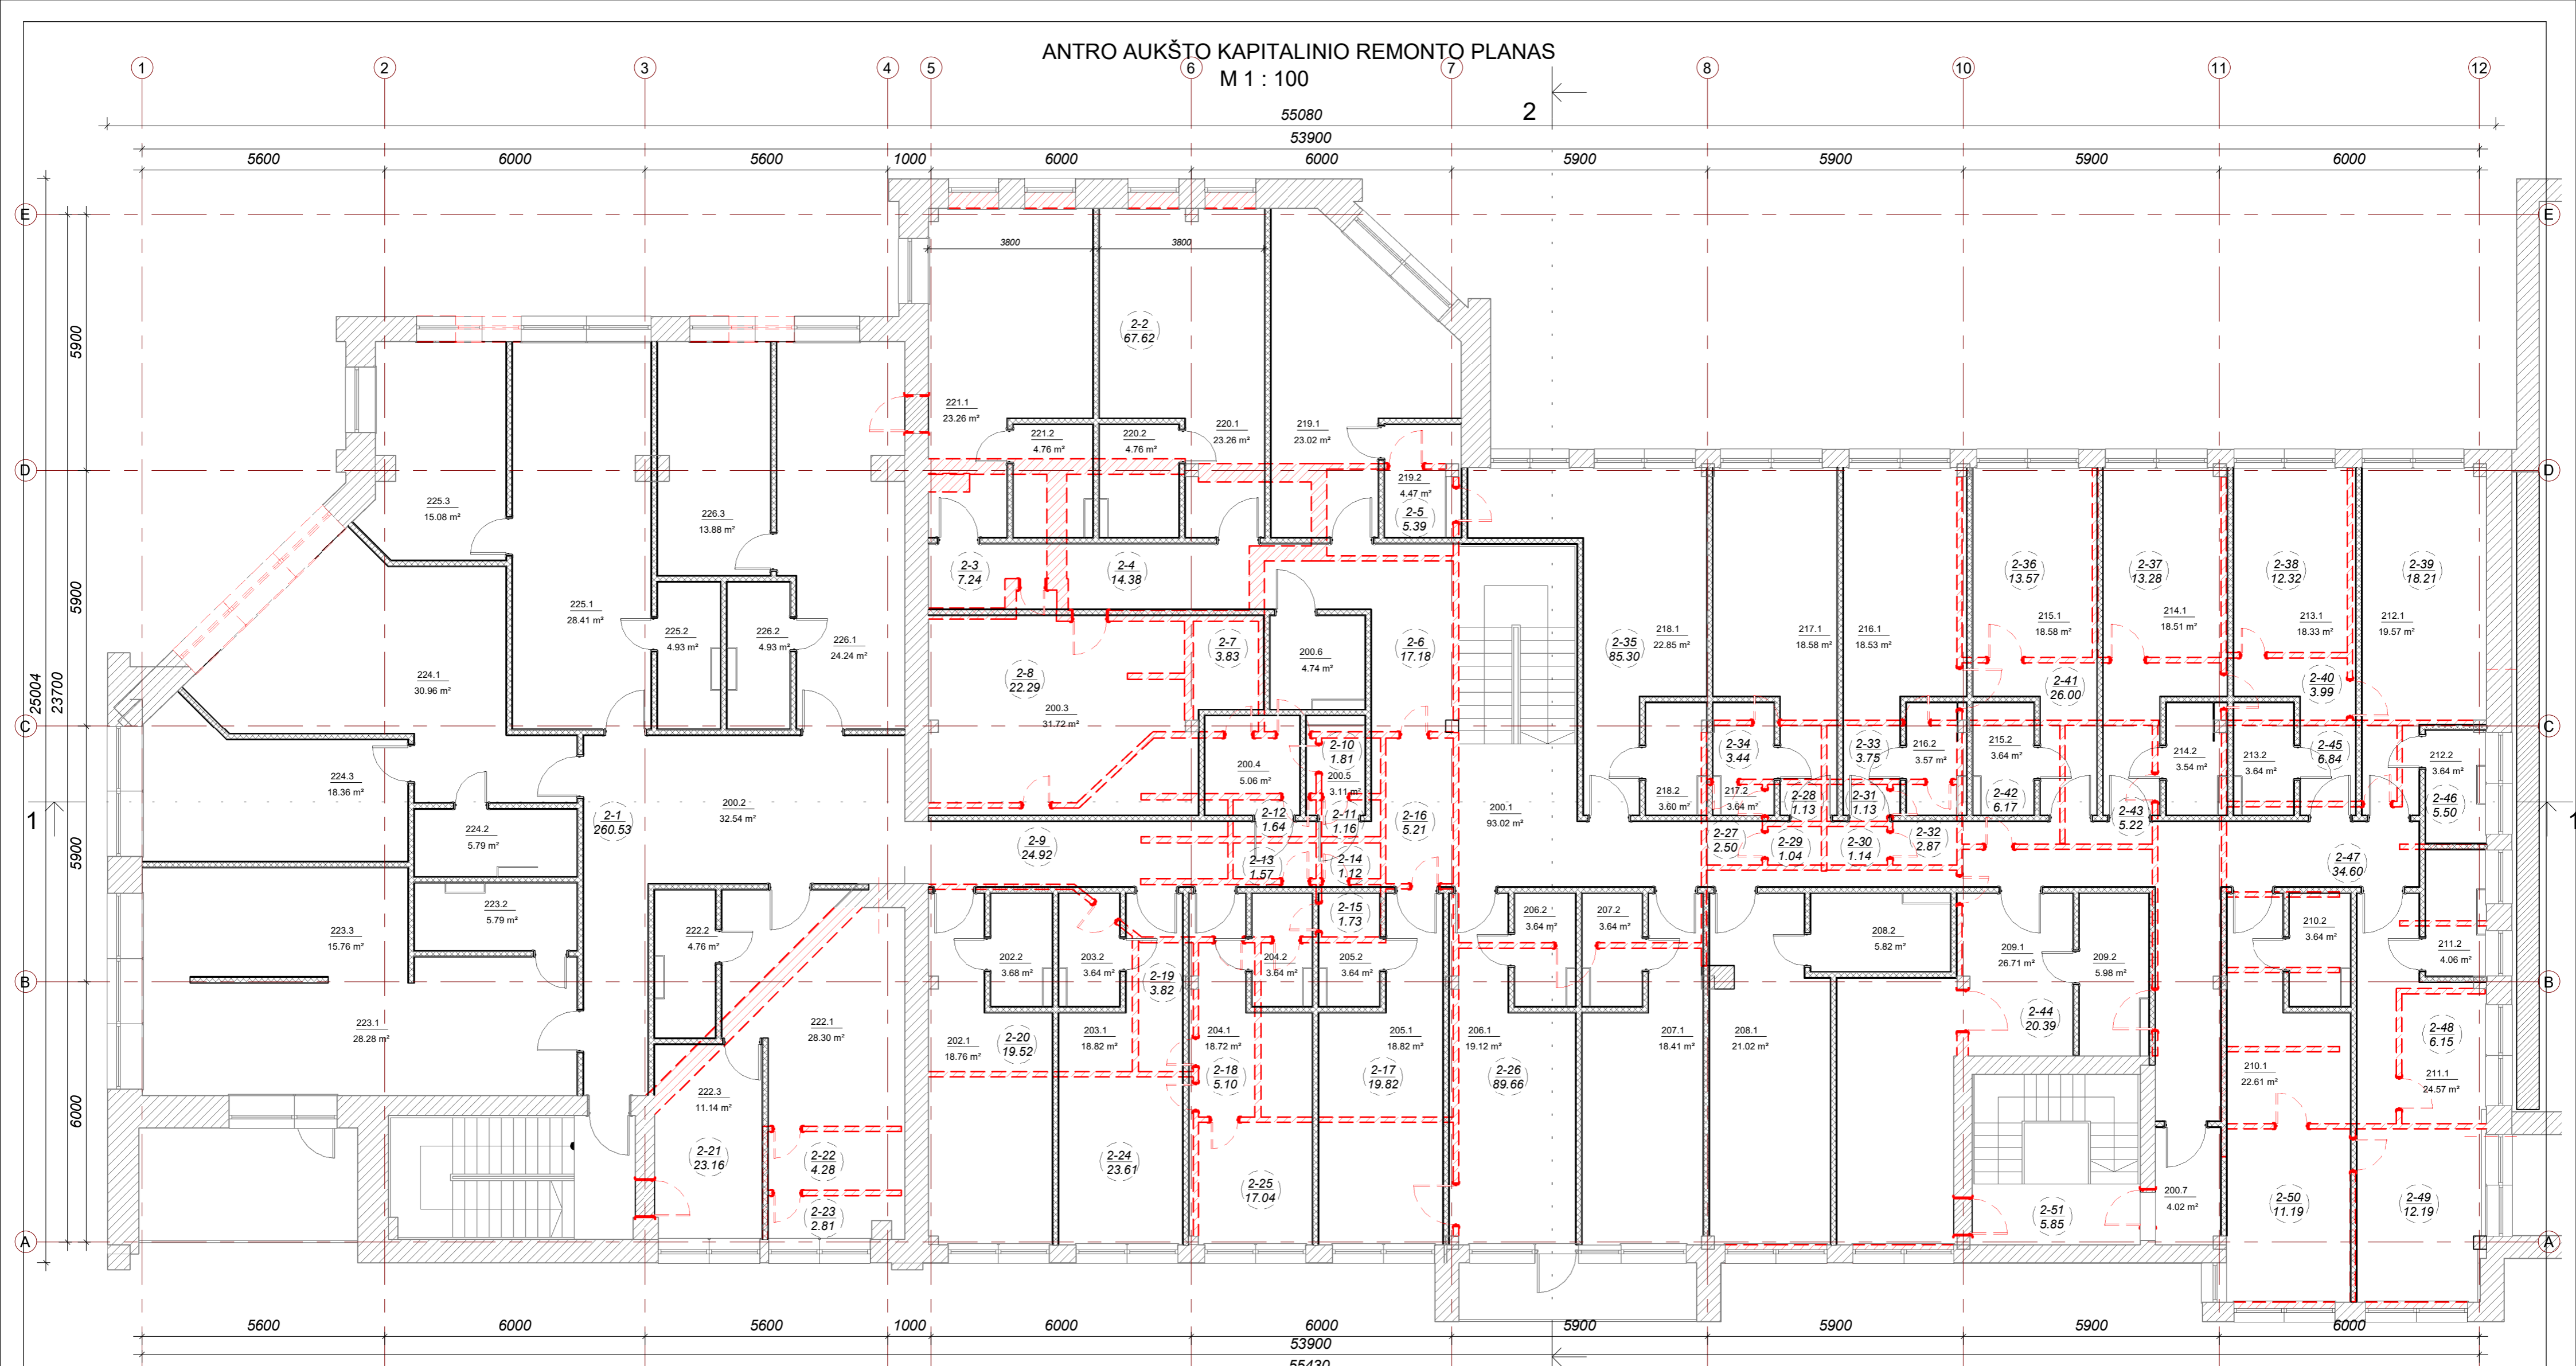 ANTRO AUKŠTO KAPITALINIO REMONTO PLANAS
M 1 : 100
1 2 3 4 5 6 7 8 10 11 12
2
55080
53900
5600 6000 5600 1000 6000 6000 5900 5900 5900 6000
E E
3800 3800
5900
2-2
67.62
221.1
23.26 m²
221.2
4.76 m²
220.2
4.76 m²
220.1
23.26 m²
219.1
23.02 m²
D D
219.2
4.47 m²
2-5
5.39
225.3
15.08 m²
226.3
13.88 m²
5900
2-3
7.24
2-4
14.38
2-36
13.57
2-37
13.28
2-38
12.32
2-39
18.21
225.1
28.41 m²
225.2
4.93 m²
226.2
4.93 m²
226.1
24.24 m²
2-7
3.83
200.6
4.74 m²
2-6
17.18
2-35
85.30
218.1
22.85 m²
217.1
18.58 m²
216.1
18.53 m²
215.1
18.58 m²
214.1
18.51 m²
213.1
18.33 m²
212.1
19.57 m²
25004
23700
224.1
30.96 m²
2-8
22.29
200.3
31.72 m²
2-41
26.00
2-40
3.99
C C
2-10
1.81
2-34
3.44
2-33
3.75
216.2
3.57 m²
215.2
3.64 m²
214.2
3.54 m²
213.2
3.64 m²
2-45
6.84
212.2
3.64 m²
224.3
18.36 m²
200.4
5.06 m²
200.5
3.11 m²
218.2
3.60 m²
217.2
3.64 m²
2-28
1.13
2-31
1.13
2-42
6.17
2-43
5.22
2-46
5.50
1 1
2-1
260.53
200.2
32.54 m²
2-12
1.64
2-11
1.16
2-16
5.21
200.1
93.02 m²
224.2
5.79 m²
5900
2-9
24.92
2-13
1.57
2-14
1.12
2-27
2.50
2-29
1.04
2-30
1.14
2-32
2.87
2-47
34.60
223.2
5.79 m²
223.3
15.76 m²
222.2
4.76 m²
2-15
1.73
206.2
3.64 m²
207.2
3.64 m²
208.2
5.82 m²
210.2
3.64 m²
209.1
26.71 m²
209.2
5.98 m²
211.2
4.06 m²
202.2
3.68 m²
203.2
3.64 m²
2-19
3.82
204.2
3.64 m²
205.2
3.64 m²
B B
223.1
28.28 m²
222.1
28.30 m²
202.1
18.76 m²
2-20
19.52
203.1
18.82 m²
204.1
18.72 m²
205.1
18.82 m²
206.1
19.12 m²
207.1
18.41 m²
208.1
21.02 m²
2-44
20.39
2-48
6.15
6000
222.3
11.14 m²
2-18
5.10
2-17
19.82
2-26
89.66
210.1
22.61 m²
211.1
24.57 m²
2-21
23.16
2-22
4.28
2-24
23.61
2-25
17.04
2-23
2.81
2-51
5.85
200.7
4.02 m²
2-50
11.19
2-49
12.19
A A
5600 6000 5600 1000 6000 6000 5900 5900 5900 6000
53900
55430